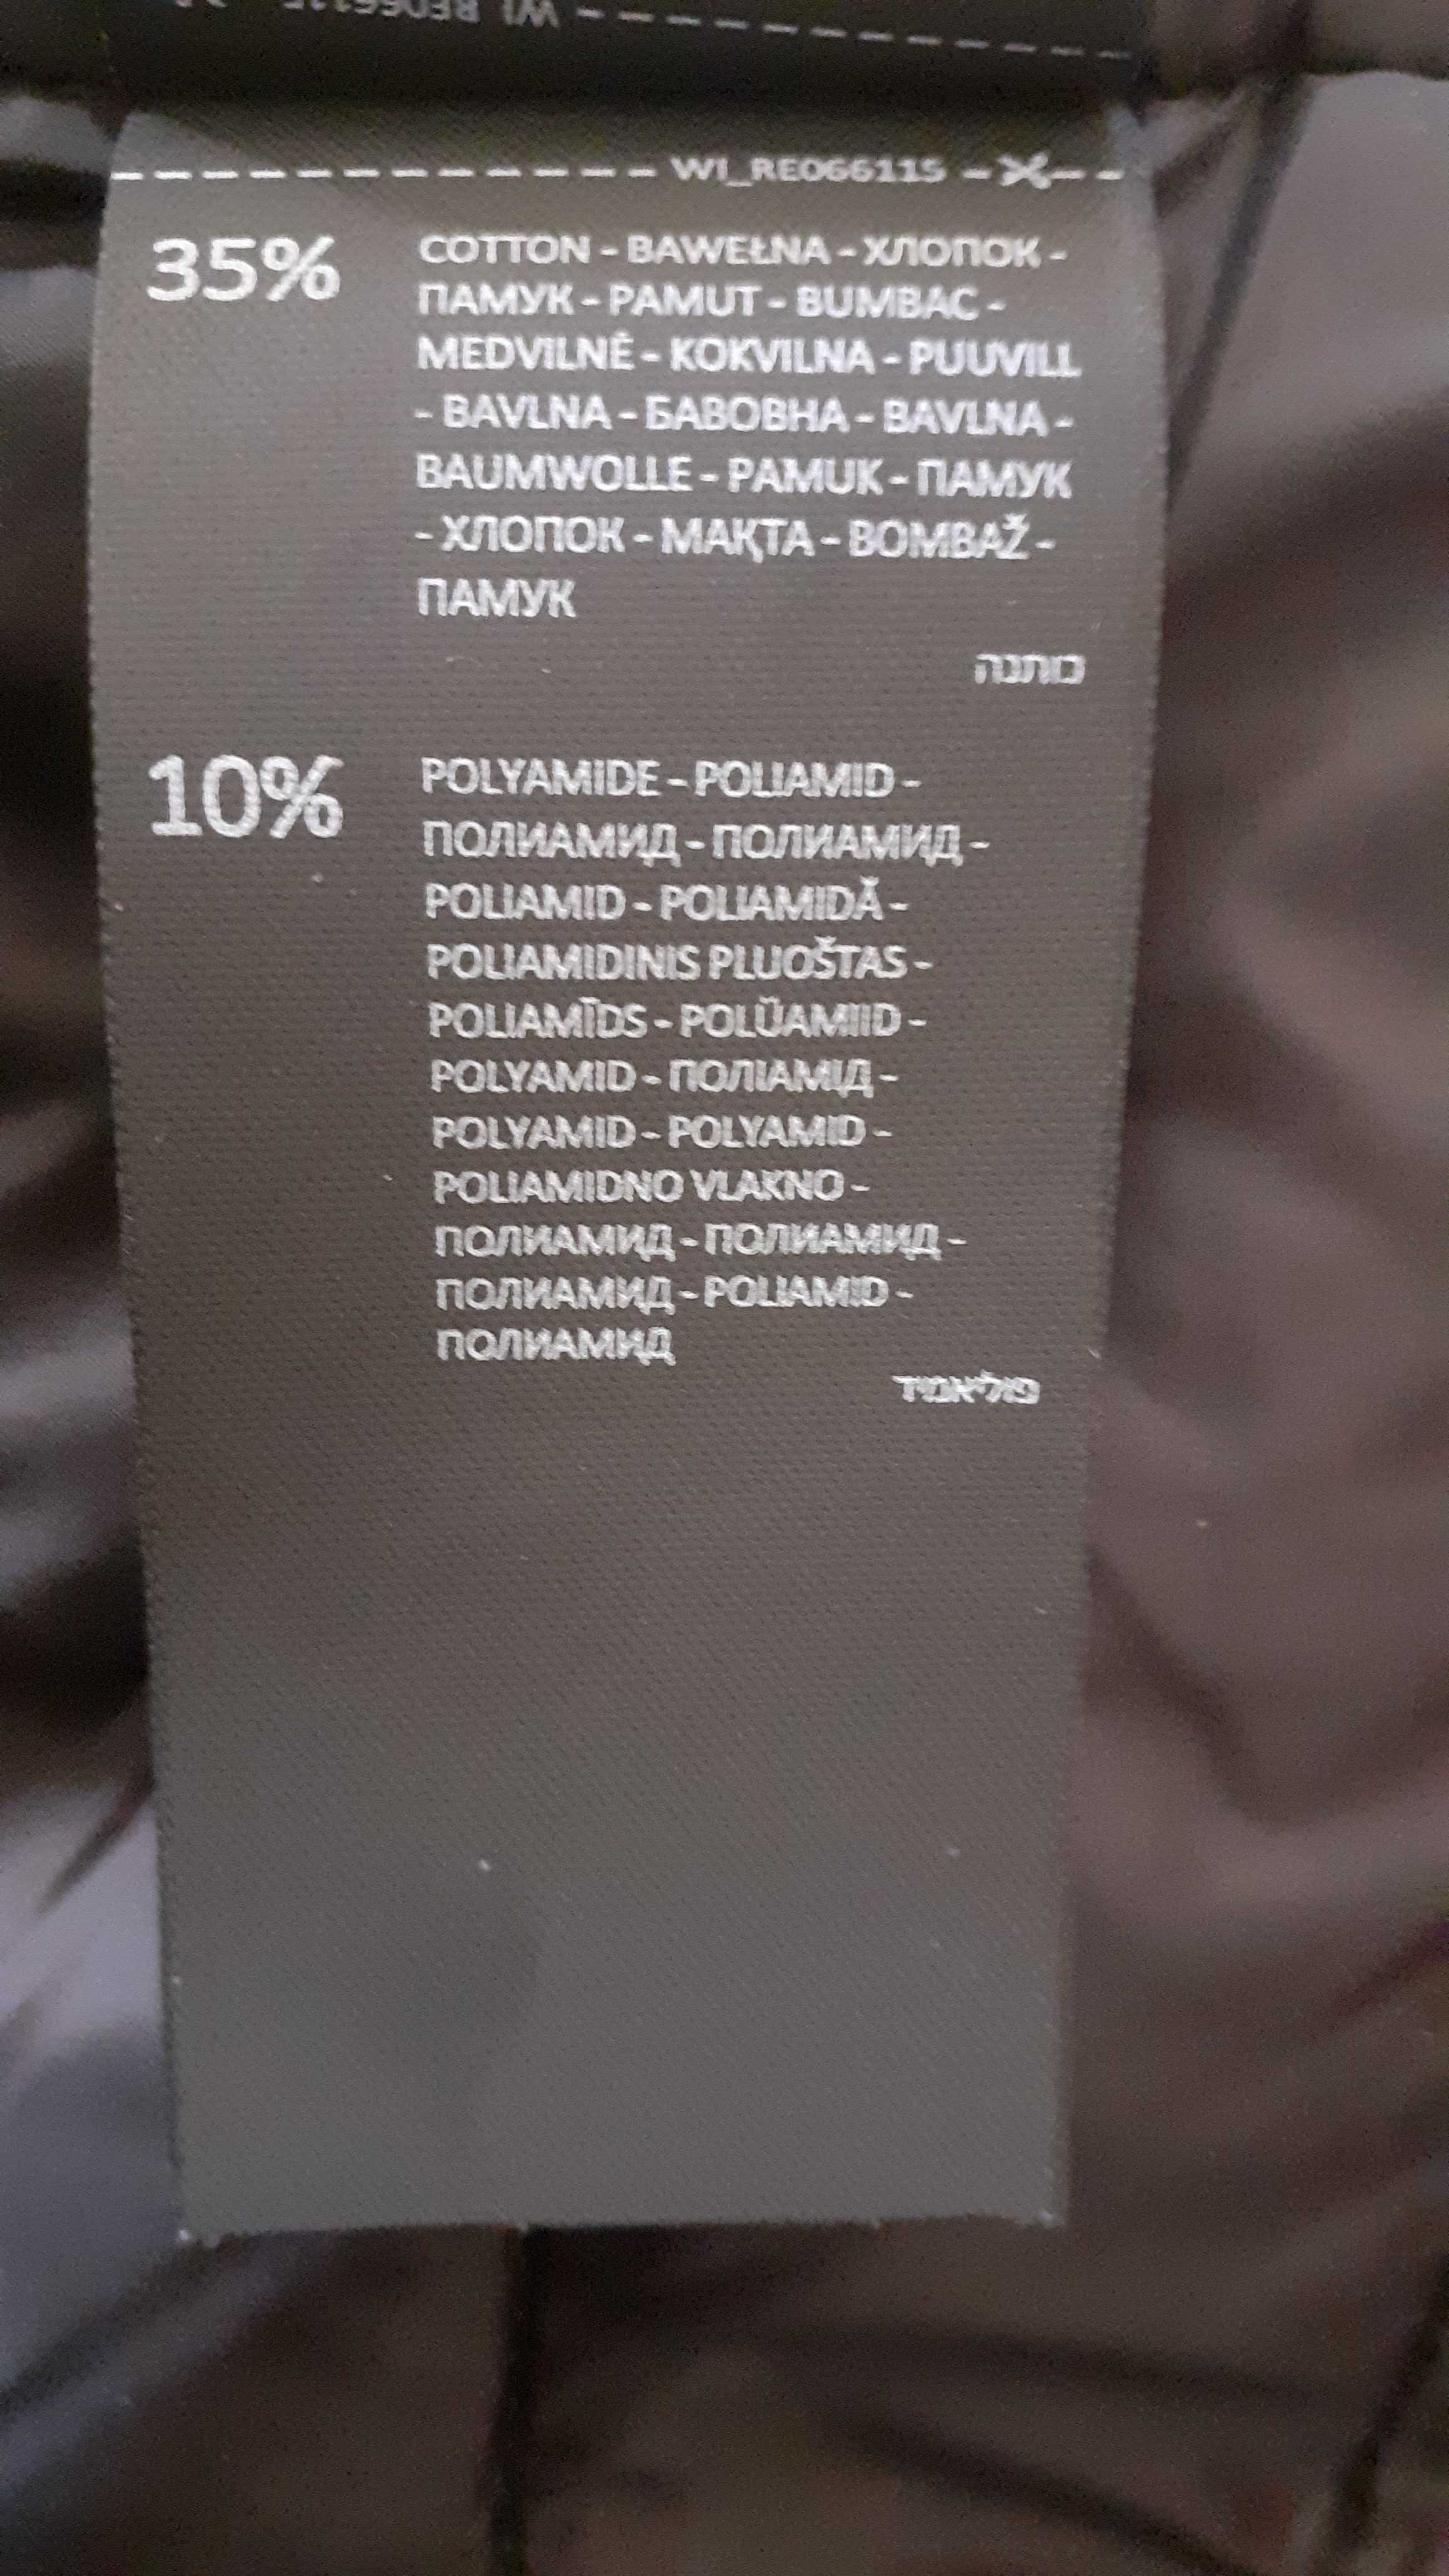 WI_RE066115
35%
COTTON - BAWEŁNA - ХЛОПОК -
ПАМУК - PAMUT - BUMBAC -
MEDVILNĖ - KOKVILNA - PUUVILL
- BAVLNA - БАВОВНА - BAVLNA -
BAUMWOLLE - PAMUK - ПАМУК
- ХЛОПОК - МАҚТА - BOMBAŽ -
ПАМУК
כותנה
10%
POLYAMIDE - POLIAMID -
ПОЛИАМИД - ПОЛИАМИД -
POLIAMID - POLIAMIDĂ -
POLIAMIDINIS PLUOŠTAS -
POLIAMĪDS - POLÜAMIID -
POLYAMID - ПОЛІАМІД -
POLYAMID - POLYAMID -
POLIAMIDNO VLAKNO -
ПОЛИАМИД - ПОЛИАМИД -
ПОЛИАМИД - POLIAMID -
ПОЛИАМИД
פוליאמיד